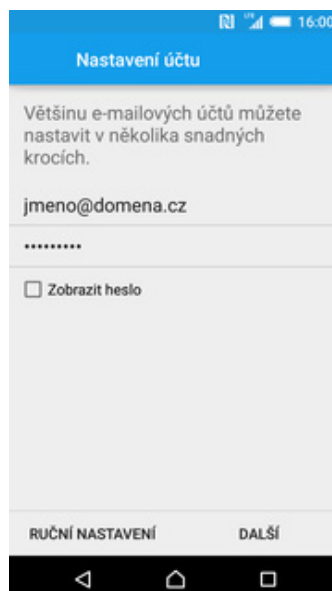 16:00
Nastavení účtu
Většinu e-mailových účtů můžete
nastavit v několika snadných
krocích.
jmeno@domena.cz
•••••••••
Zobrazit heslo
RUČNÍ NASTAVENÍ DALŠÍ